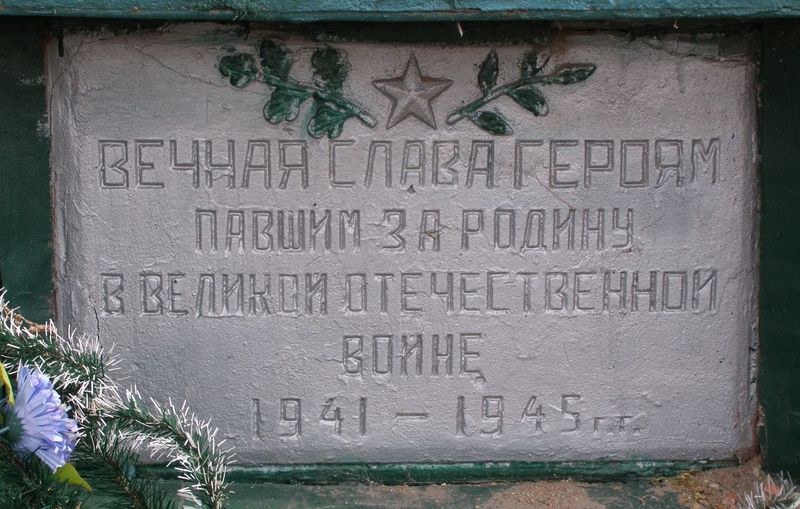 ВЕЧНАЯ СЛАВА ГЕРОЯМ
ПАВШИМ ЗА РОДИНУ
В ВЕЛИКОЙ ОТЕЧЕСТВЕННОЙ
ВОЙНЕ
1941 – 1945 г.г.